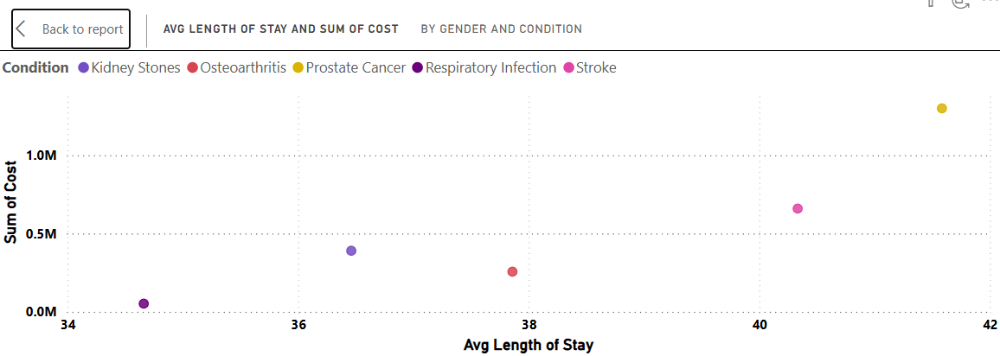 Back to report
AVG LENGTH OF STAY AND SUM OF COST BY GENDER AND CONDITION
Condition Kidney Stones Osteoarthritis Prostate Cancer Respiratory Infection Stroke
1.0M
0.5M
0.0M
Sum of Cost
34 36 38 40 42
Avg Length of Stay